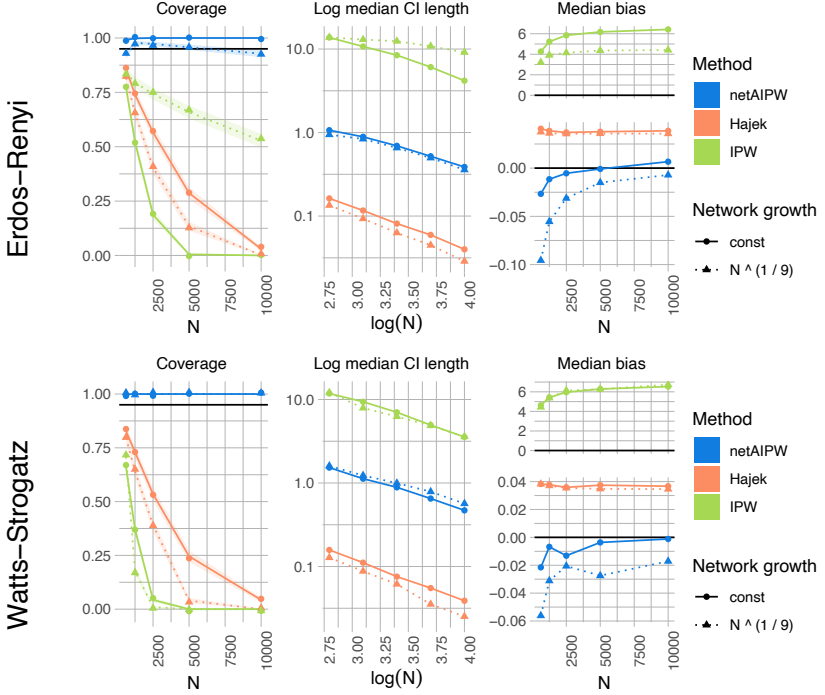 Coverage
Log median CI length
Median bias
Erdos−Renyi
1.00
0.75
0.50
0.25
0.00
2500
5000
7500
10000
N
10.0
1.0
0.1
2.75
3.00
3.25
3.50
3.75
4.00
log(N)
6
4
2
0
0.00
−0.05
−0.10
2500
5000
7500
10000
N
Method
netAIPW
Hajek
IPW
Network growth
const
N ^ (1 / 9)
Coverage
Log median CI length
Median bias
Watts−Strogatz
1.00
0.75
0.50
0.25
0.00
2500
5000
7500
10000
N
10.0
1.0
0.1
2.75
3.00
3.25
3.50
3.75
4.00
log(N)
6
4
2
0
0.04
0.02
0.00
−0.02
−0.04
−0.06
2500
5000
7500
10000
N
Method
netAIPW
Hajek
IPW
Network growth
const
N ^ (1 / 9)